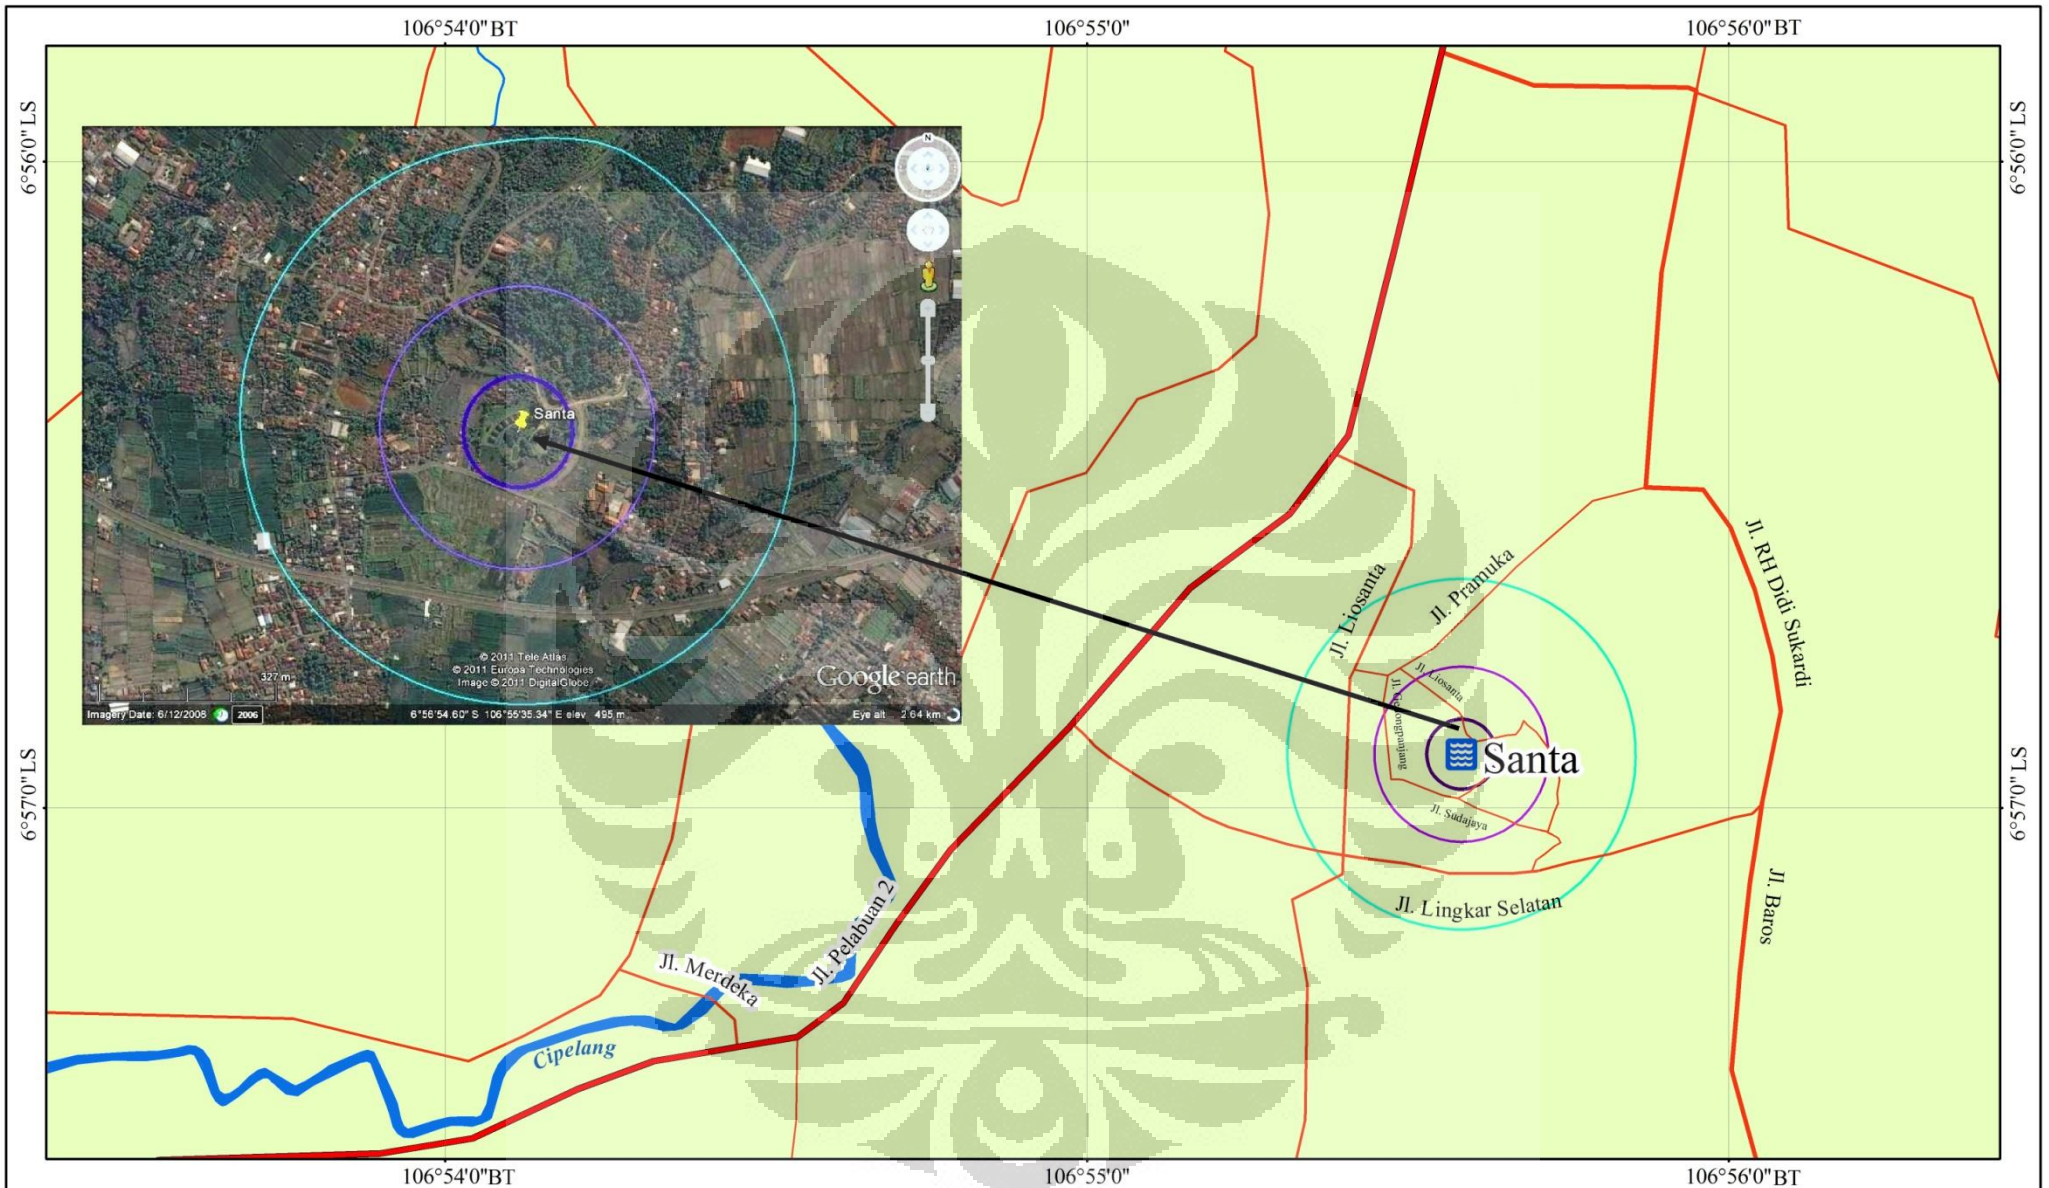 106°54'0"BT
106°55'0"
106°56'0"BT
6°56'0"LS
6°56'0"LS
N
Santa
© 2011 Tele Atlas
© 2011 Europa Technologies
Image © 2011 DigitalGlobe
327 m
Google earth
Imagery Date: 6/12/2008
2006
6°56'54.60" S 106°55'35.34" E elev 495 m
Eye alt 2.64 km
Jl. RH Didi Sukardi
Jl. Pramuka
Jl. Liosanta
Jl. Liosanta
Jl. Gedongpanjang
Santa
Jl. Sudajaya
6°57'0"LS
6°57'0"LS
Jl. Lingkar Selatan
Jl. Baros
Jl. Pelabuan 2
Jl. Merdeka
Cipelang
106°54'0"BT
106°55'0"
106°56'0"BT